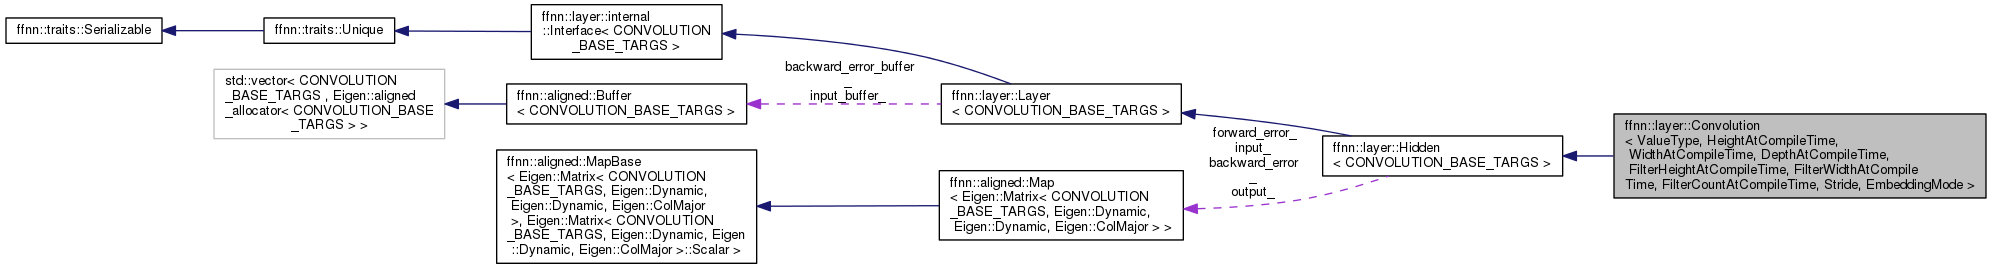 ffnn::traits::Serializable
ffnn::traits::Unique
ffnn::layer::internal
::Interface< CONVOLUTION
_BASE_TARGS >
std::vector< CONVOLUTION
_BASE_TARGS , Eigen::aligned
_allocator< CONVOLUTION_BASE
_TARGS > >
ffnn::aligned::Buffer
< CONVOLUTION_BASE_TARGS >
backward_error_buffer
_
input_buffer_
ffnn::layer::Layer
< CONVOLUTION_BASE_TARGS >
ffnn::aligned::MapBase
< Eigen::Matrix< CONVOLUTION
_BASE_TARGS, Eigen::Dynamic,
Eigen::Dynamic, Eigen::ColMajor
>, Eigen::Matrix< CONVOLUTION
_BASE_TARGS, Eigen::Dynamic, Eigen
::Dynamic, Eigen::ColMajor >::Scalar >
ffnn::aligned::Map
< Eigen::Matrix< CONVOLUTION
_BASE_TARGS, Eigen::Dynamic,
Eigen::Dynamic, Eigen::ColMajor > >
forward_error_
input_
backward_error
_
output_
ffnn::layer::Hidden
< CONVOLUTION_BASE_TARGS >
ffnn::layer::Convolution
< ValueType, HeightAtCompileTime,
WidthAtCompileTime, DepthAtCompileTime,
FilterHeightAtCompileTime, FilterWidthAtCompile
Time, FilterCountAtCompileTime, Stride, EmbeddingMode >